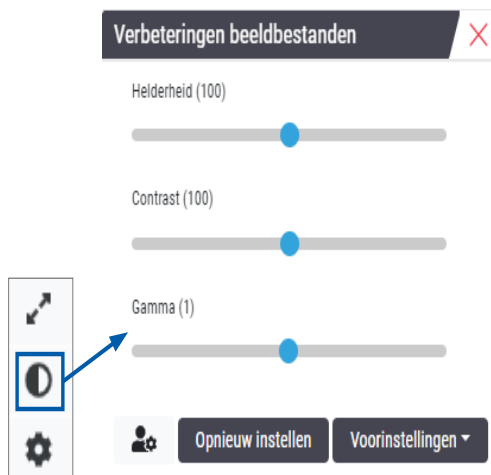 Verbeteringen beeldbestanden
Helderheid (100)
Contrast (100)
Gamma (1)
Opnieuw instellen
Voorinstellingen